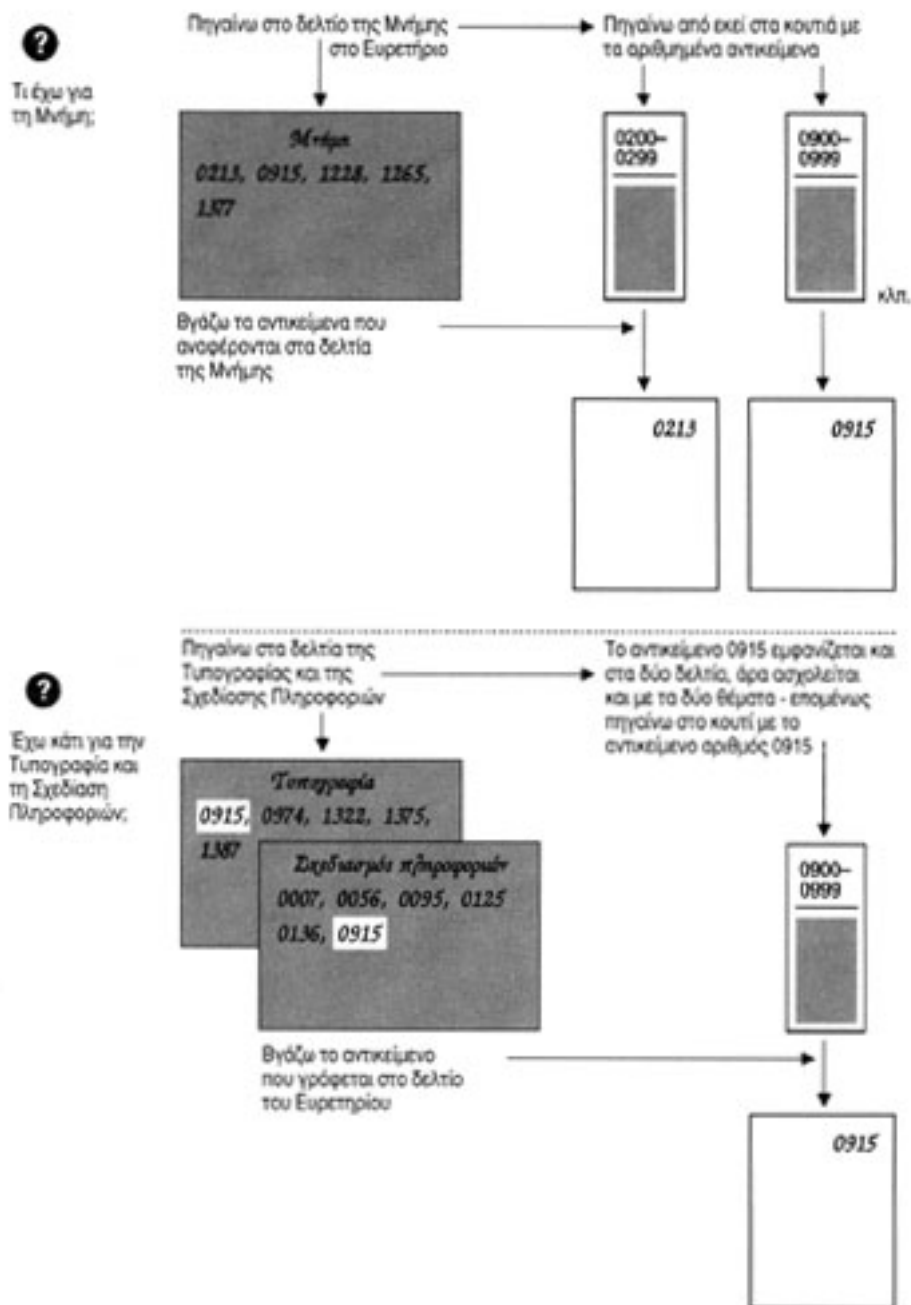 ?
Τι έχω για
τη Μνήμη;
Πηγαίνω στο δελτίο της Μνήμης
στο Ευρετήριο
Πηγαίνω από εκεί στα κουτιά με
τα αριθμημένα αντικείμενα
Μνήμη
0213, 0915, 1228, 1265,
1377
0200–
0299
0900–
0999
κλπ.
Βγάζω τα αντικείμενα που
αναφέρονται στα δελτία
της Μνήμης
0213
0915
?
Έχω κάτι για την
Τυπογραφία και
τη Σχεδίαση
Πληροφοριών;
Πηγαίνω στα δελτία της
Τυπογραφίας και της
Σχεδίασης Πληροφοριών
Το αντικείμενο 0915 εμφανίζεται και
στα δύο δελτία, άρα ασχολείται
και με τα δύο θέματα - επομένως
πηγαίνω στο κουτί με το
αντικείμενο αριθμός 0915
Τυπογραφία
0915, 0974, 1322, 1375,
1387
Σχεδιασμός πληροφοριών
0007, 0056, 0095, 0125
0136, 0915
0900–
0999
Βγάζω το αντικείμενο
που γράφεται στο δελτίο
του Ευρετηρίου
0915